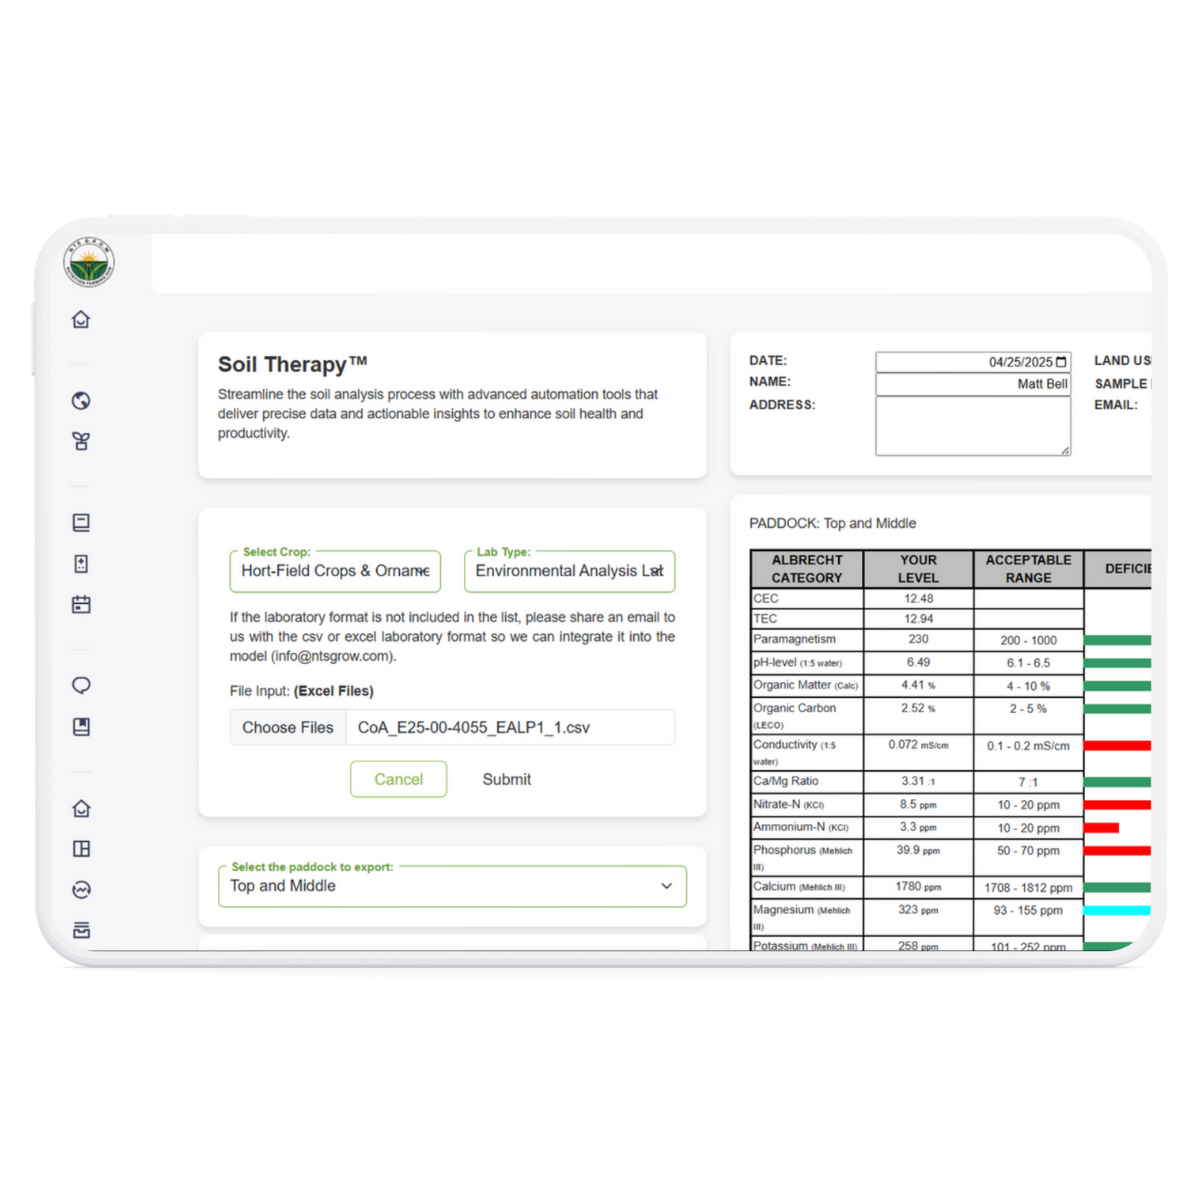 NTS G.R.O.W
Soil Therapy™
Streamline the soil analysis process with advanced automation tools that
deliver precise data and actionable insights to enhance soil health and
productivity.
Select Crop:
Hort-Field Crops & Orname
Lab Type:
Environmental Analysis Lat
If the laboratory format is not included in the list, please share an email to
us with the csv or excel laboratory format so we can integrate it into the
model (info@ntsgrow.com).
File Input: (Excel Files)
Choose Files CoA_E25-00-4055_EALP1_1.csv
Cancel Submit
Select the paddock to export:
Top and Middle
DATE: 04/25/2025 LAND US
NAME: Matt Bell SAMPLE
ADDRESS: EMAIL:
PADDOCK: Top and Middle
ALBRECHT YOUR ACCEPTABLE DEFICIE
CATEGORY LEVEL RANGE
CEC 12.48
TEC 12.94
Paramagnetism 230 200 - 1000
pH-level (1:5 water) 6.49 6.1 - 6.5
Organic Matter (Calc) 4.41 % 4 - 10 %
Organic Carbon 2.52 % 2 - 5 %
(LECO)
Conductivity (1:5 0.072 mS/cm 0.1 - 0.2 mS/cm
water)
Ca/Mg Ratio 3.31 :1 7 :1
Nitrate-N (KCl) 8.5 ppm 10 - 20 ppm
Ammonium-N (KCl) 3.3 ppm 10 - 20 ppm
Phosphorus (Mehlich 39.9 ppm 50 - 70 ppm
III)
Calcium (Mehlich III) 1780 ppm 1708 - 1812 ppm
Magnesium (Mehlich 323 ppm 93 - 155 ppm
III)
Potassium (Mehlich III) 258 ppm 101 - 252 ppm